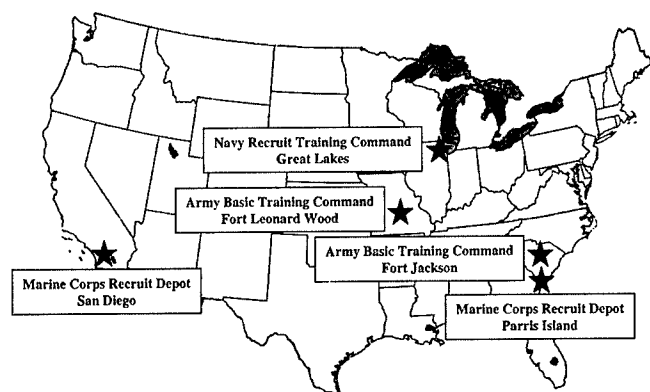 Navy Recruit Training Command
Great Lakes
Army Basic Training Command
Fort Leonard Wood
Army Basic Training Command
Fort Jackson
Marine Corps Recruit Depot
San Diego
Marine Corps Recruit Depot
Parris Island